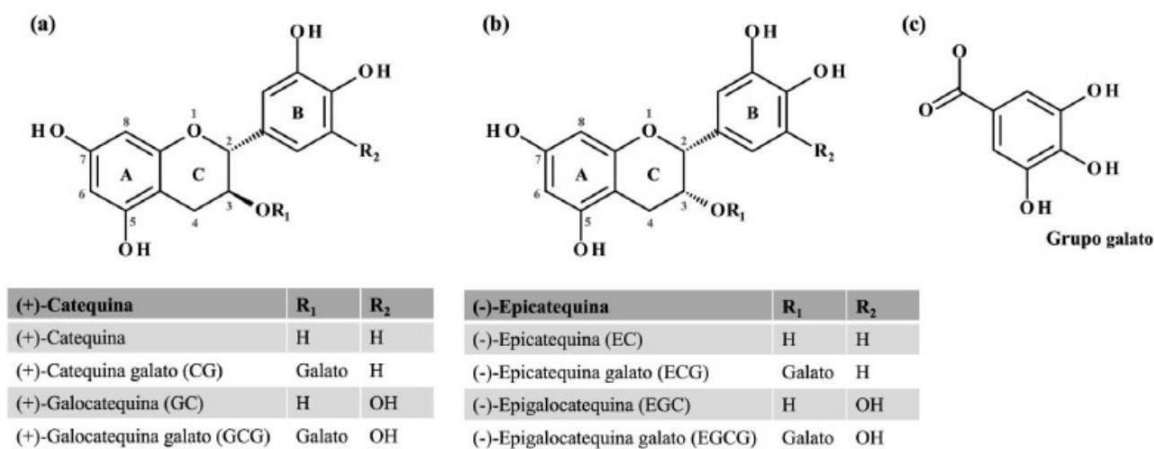 (a)
OH
OH
B
R₂
HO
8
1
O
2
7
A
C
6
3
5
4
OR₁
OH
(b)
OH
OH
B
R₂
HO
8
1
O
2
7
A
C
6
3
5
4
OR₁
OH
(c)
O
O
OH
OH
OH
Grupo galato
(+)-Catequina R₁ R₂
(+)-Catequina H H
(+)-Catequina galato (CG) Galato H
(+)-Galocatequina (GC) H OH
(+)-Galocatequina galato (GCG) Galato OH
(-)-Epicatequina R₁ R₂
(-)-Epicatequina (EC) H H
(-)-Epicatequina galato (ECG) Galato H
(-)-Epigalocatequina (EGC) H OH
(-)-Epigalocatequina galato (EGCG) Galato OH